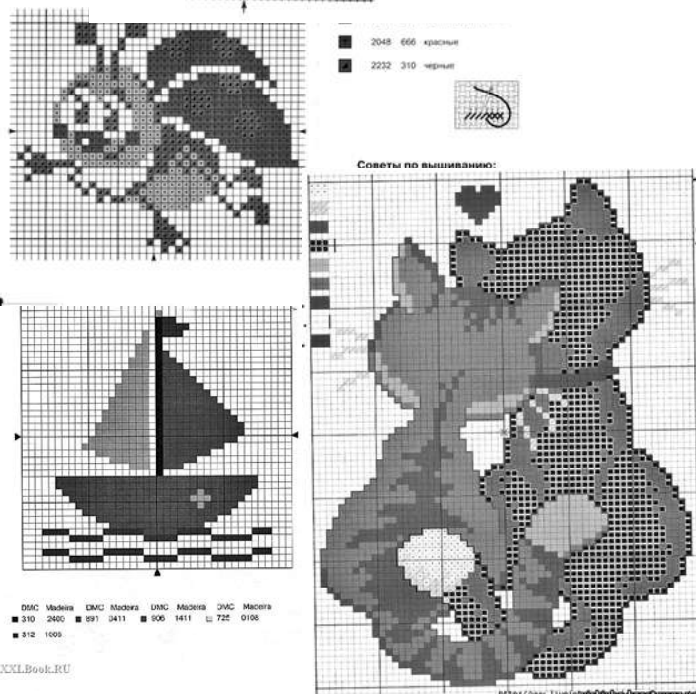 2048 666 красные
2232 310 черные
Советы по вышиванию:
DMC Madeira DMC Madeira DMC Madeira DMC Madeira
310 2400 891 0411 906 1411 725 0108
312 1005
XXLBook.RU